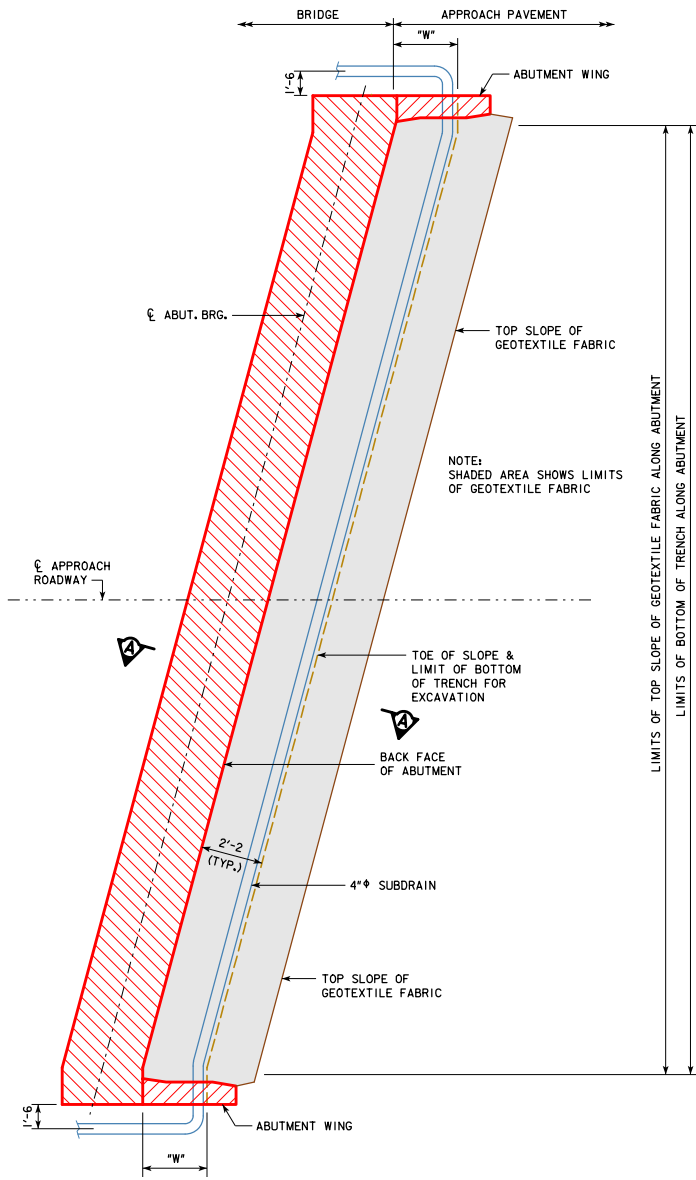 BRIDGE
APPROACH PAVEMENT
"W"
1'-6
ABUTMENT WING
℄ ABUT. BRG.
TOP SLOPE OF
GEOTEXTILE FABRIC
NOTE:
SHADED AREA SHOWS LIMITS
OF GEOTEXTILE FABRIC
LIMITS OF TOP SLOPE OF GEOTEXTILE FABRIC ALONG ABUTMENT
LIMITS OF BOTTOM OF TRENCH ALONG ABUTMENT
℄ APPROACH
ROADWAY
A
TOE OF SLOPE &
LIMIT OF BOTTOM
OF TRENCH FOR
EXCAVATION
A
BACK FACE
OF ABUTMENT
2'-2
(TYP.)
4"φ SUBDRAIN
TOP SLOPE OF
GEOTEXTILE FABRIC
1'-6
ABUTMENT WING
"W"